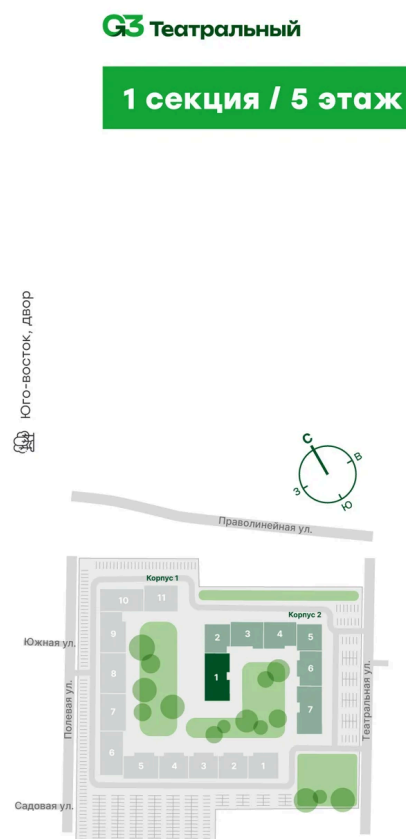 G3 Театральный
1 секция / 5 этаж
Юго-восток, двор
С
В
З
Ю
Праволинейная ул.
Корпус 1
10
11
Корпус 2
9
2
3
4
5
Южная ул.
8
1
6
7
7
Полевая ул.
Театральная ул.
6
5
4
3
2
1
Садовая ул.